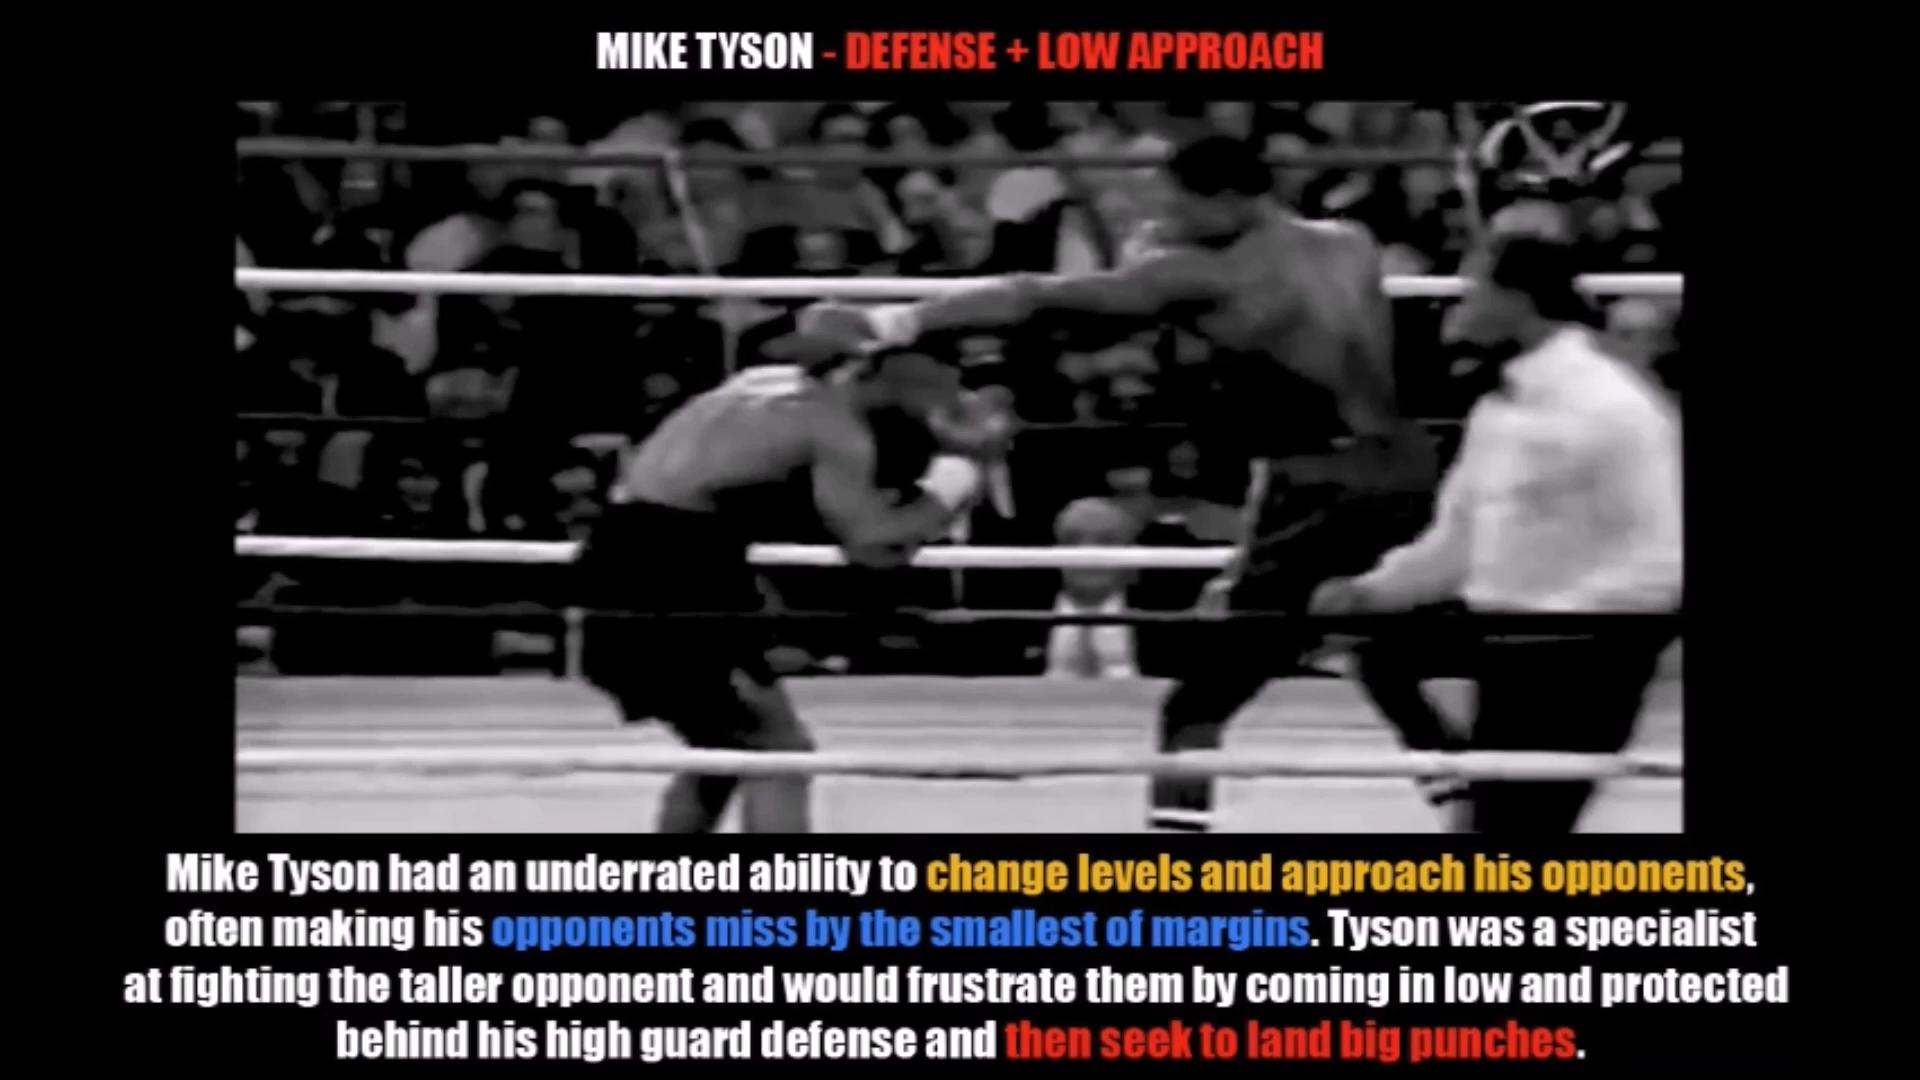 MIKE TYSON - DEFENSE + LOW APPROACH
Mike Tyson had an underrated ability to change levels and approach his opponents,
often making his opponents miss by the smallest of margins. Tyson was a specialist
at fighting the taller opponent and would frustrate them by coming in low and protected
behind his high guard defense and then seek to land big punches.